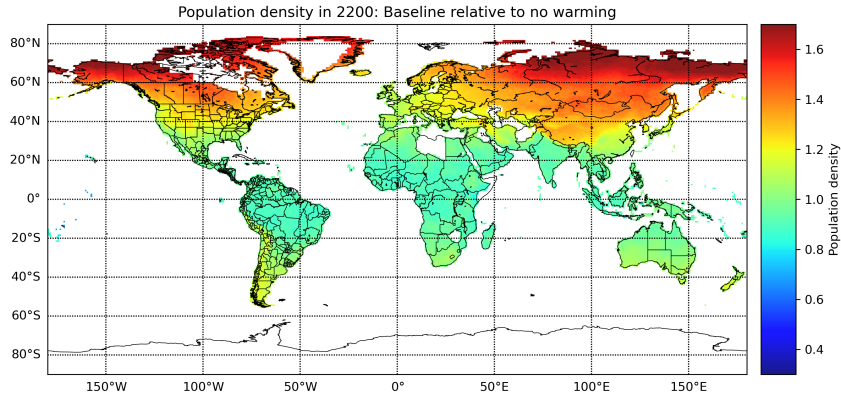 Population density in 2200: Baseline relative to no warming
80°N
60°N
40°N
20°N
0°
20°S
40°S
60°S
80°S
150°W
100°W
50°W
0°
50°E
100°E
150°E
1.6
1.4
1.2
1.0
0.8
0.6
0.4
Population density